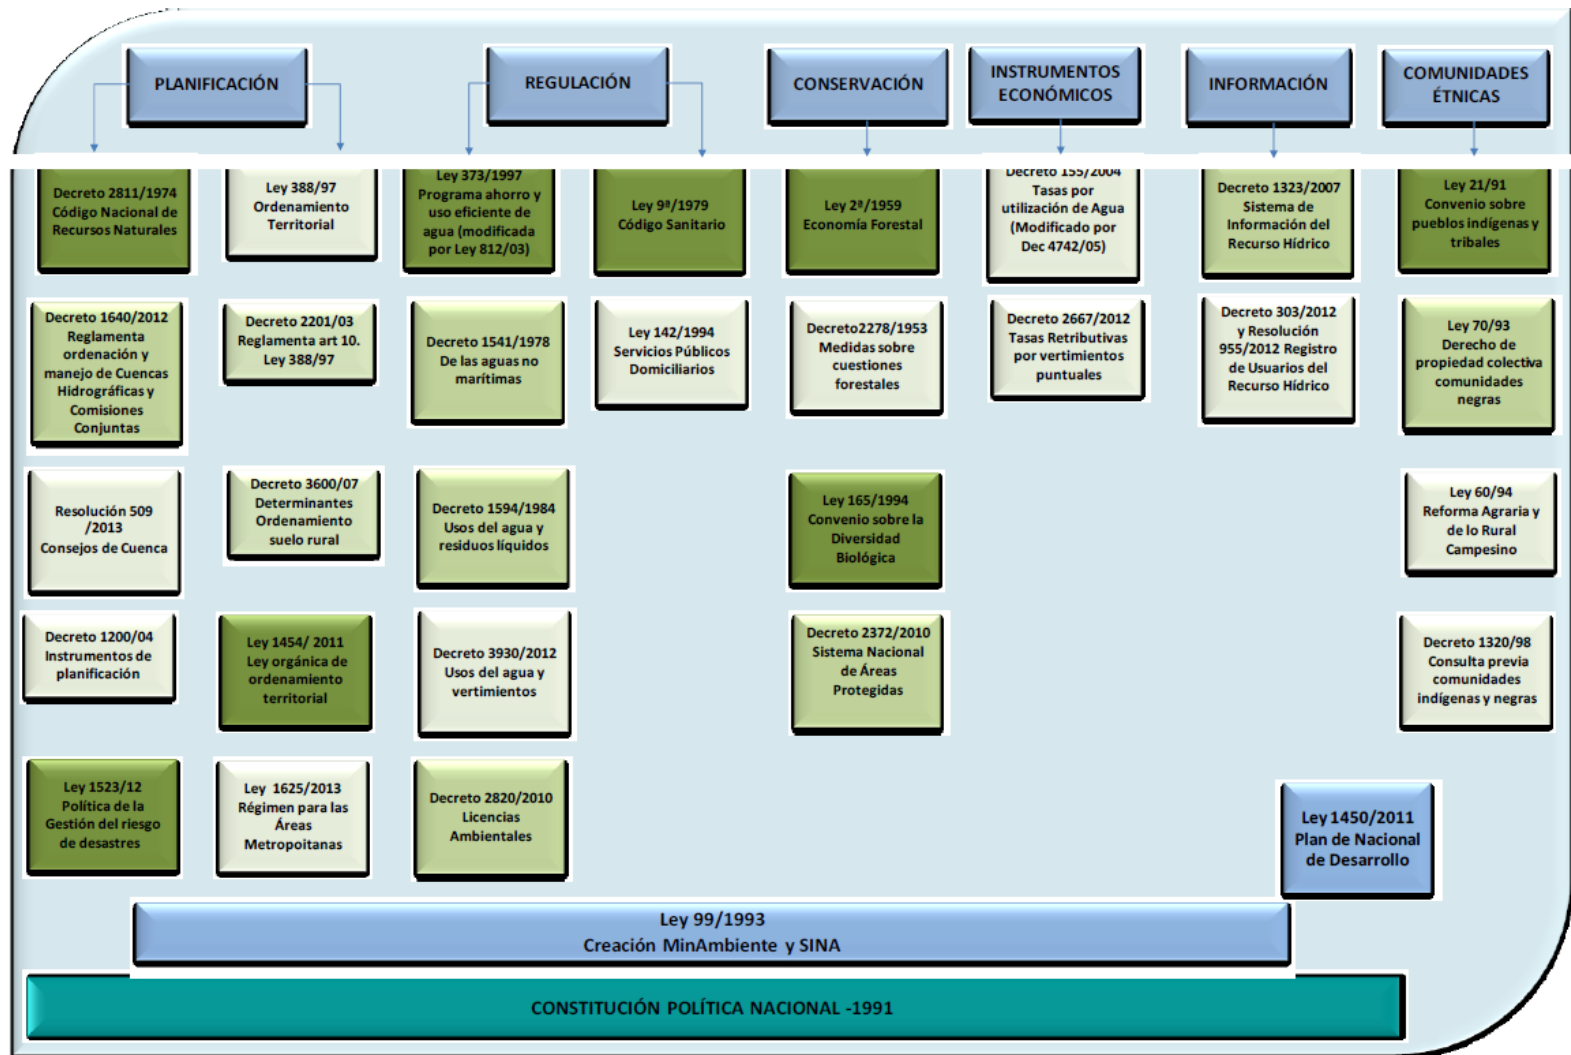 PLANIFICACIÓN
REGULACIÓN
CONSERVACIÓN
INSTRUMENTOS
ECONÓMICOS
INFORMACIÓN
COMUNIDADES
ÉTNICAS
Decreto 2811/1974
Código Nacional de
Recursos Naturales
Ley 388/97
Ordenamiento
Territorial
Ley 373/1997
Programa ahorro y
uso eficiente de
agua (modificada
por Ley 812/03)
Ley 9ª/1979
Código Sanitario
Ley 2ª/1959
Economía Forestal
Decreto 155/2004
Tasas por
utilización de Agua
(Modificado por
Dec 4742/05)
Decreto 1323/2007
Sistema de
Información del
Recurso Hídrico
Ley 21/91
Convenio sobre
pueblos indígenas y
tribales
Decreto 1640/2012
Reglamenta
ordenación y
manejo de Cuencas
Hidrográficas y
Comisiones
Conjuntas
Decreto 2201/03
Reglamenta art 10.
Ley 388/97
Decreto 1541/1978
De las aguas no
marítimas
Ley 142/1994
Servicios Públicos
Domiciliarios
Decreto2278/1953
Medidas sobre
cuestiones
forestales
Decreto 2667/2012
Tasas Retributivas
por vertimientos
puntuales
Decreto 303/2012
y Resolución
955/2012 Registro
de Usuarios del
Recurso Hídrico
Ley 70/93
Derecho de
propiedad colectiva
comunidades
negras
Resolución 509
/2013
Consejos de Cuenca
Decreto 3600/07
Determinantes
Ordenamiento
suelo rural
Decreto 1594/1984
Usos del agua y
residuos líquidos
Ley 165/1994
Convenio sobre la
Diversidad
Biológica
Ley 60/94
Reforma Agraria y
de lo Rural
Campesino
Decreto 1200/04
Instrumentos de
planificación
Ley 1454/ 2011
Ley orgánica de
ordenamiento
territorial
Decreto 3930/2012
Usos del agua y
vertimientos
Decreto 2372/2010
Sistema Nacional
de Áreas
Protegidas
Decreto 1320/98
Consulta previa
comunidades
indígenas y negras
Ley 1523/12
Política de la
Gestión del riesgo
de desastres
Ley  1625/2013
Régimen para las
Áreas
Metropoitanas
Decreto 2820/2010
Licencias
Ambientales
Ley 1450/2011
Plan de Nacional
de Desarrollo
Ley 99/1993
Creación MinAmbiente y SINA
CONSTITUCIÓN POLÍTICA NACIONAL -1991